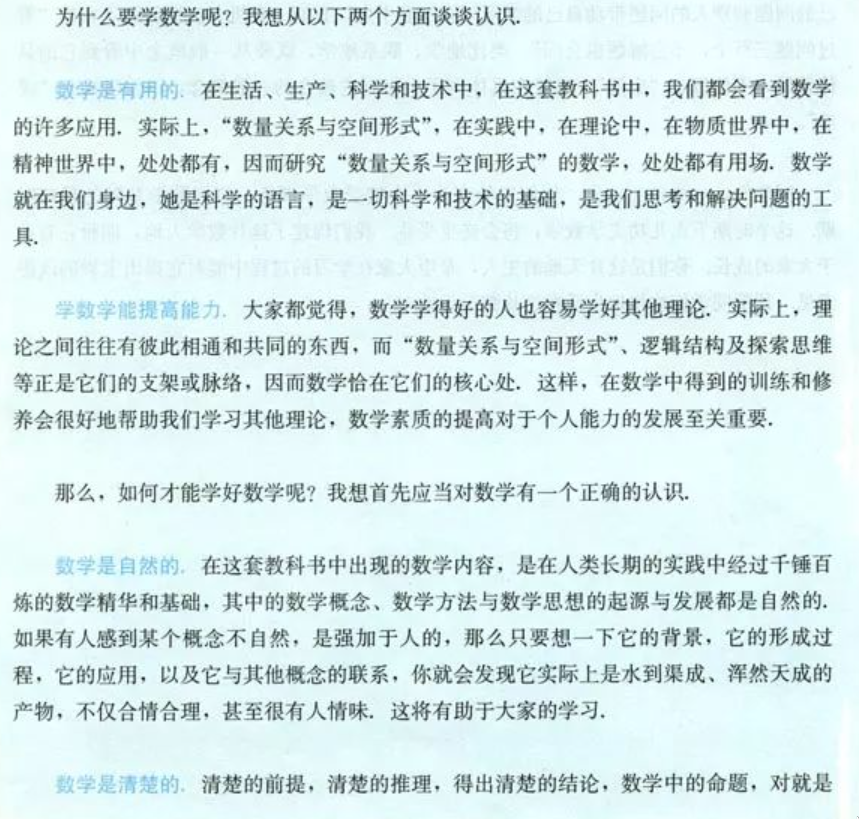 为什么要学数学呢？我想从以下两个方面谈谈认识．
数学是有用的．在生活、生产、科学和技术中，在这套教科书中，我们都会看到数学
的许多应用．实际上，“数量关系与空间形式”，在实践中，在理论中，在物质世界中，在
精神世界中，处处都有，因而研究“数量关系与空间形式”的数学，处处都有用场．数学
就在我们身边，她是科学的语言，是一切科学和技术的基础，是我们思考和解决问题的工
具．
学数学能提高能力．大家都觉得，数学学得好的人也容易学好其他理论．实际上，理
论之间往往有彼此相通和共同的东西，而“数量关系与空间形式”、逻辑结构及探索思维
等正是它们的支架或脉络，因而数学恰在它们的核心处．这样，在数学中得到的训练和修
养会很好地帮助我们学习其他理论，数学素质的提高对于个人能力的发展至关重要．
那么，如何才能学好数学呢？我想首先应当对数学有一个正确的认识．
数学是自然的．在这套教科书中出现的数学内容，是在人类长期的实践中经过千锤百
炼的数学精华和基础，其中的数学概念、数学方法与数学思想的起源与发展都是自然的．
如果有人感到某个概念不自然，是强加于人的，那么只要想一下它的背景，它的形成过
程，它的应用，以及它与其他概念的联系，你就会发现它实际上是水到渠成、浑然天成的
产物，不仅合情合理，甚至很有人情味．这将有助于大家的学习．
数学是清楚的．清楚的前提，清楚的推理，得出清楚的结论，数学中的命题，对就是